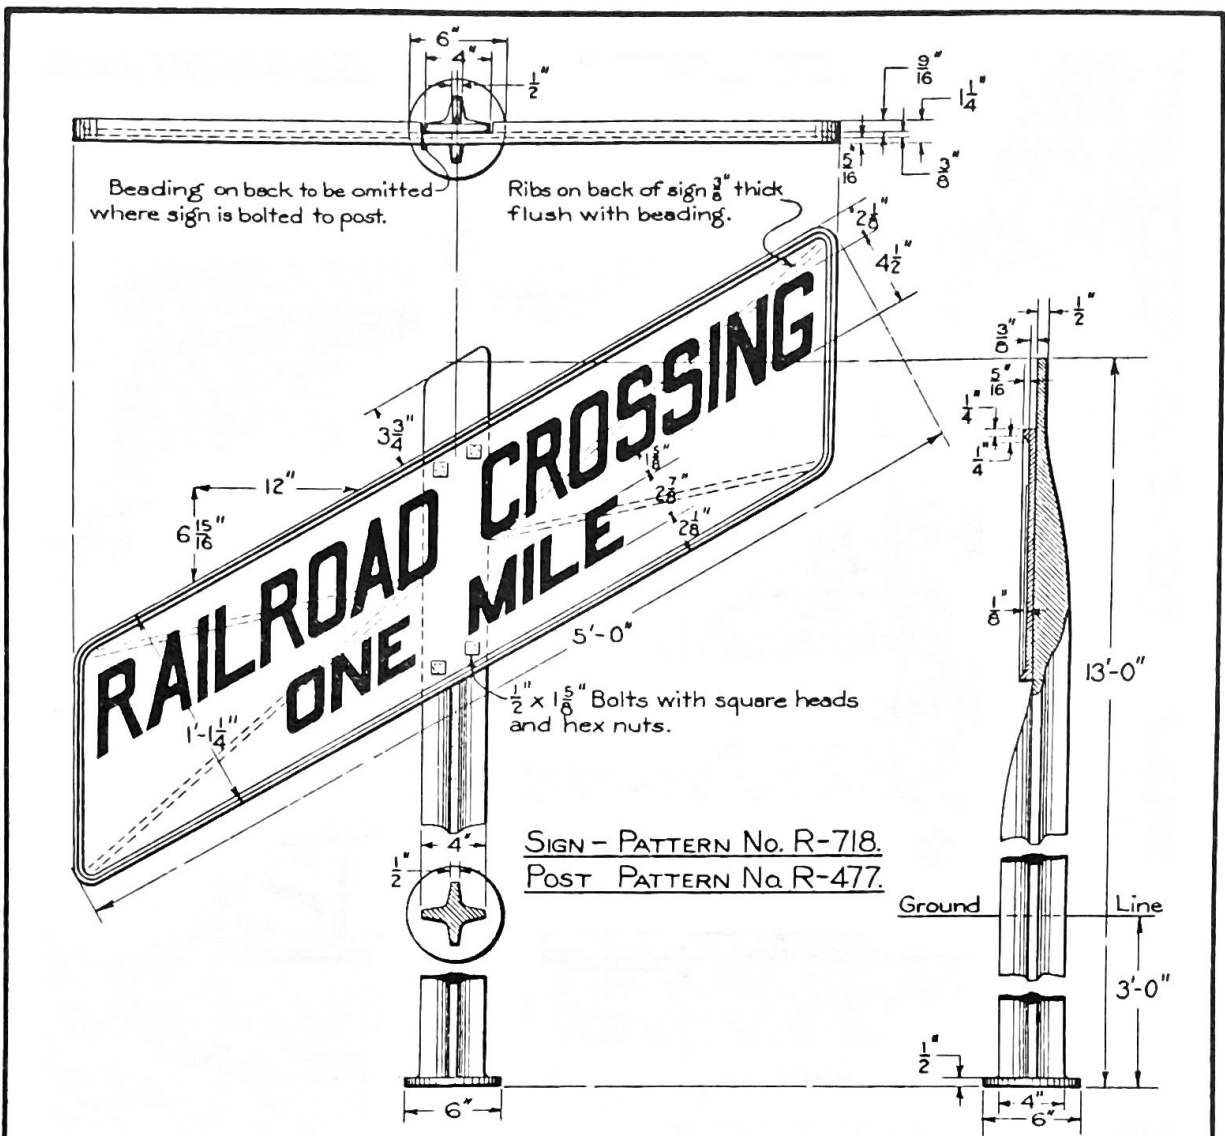 6"
4"
1/2"
9/16
1 1/4"
5/16"
3/8"
Beading on back to be omitted
where sign is bolted to post.
Ribs on back of sign 3/8" thick
flush with beading.
2 1/8"
4 1/2"
1/2"
3/8"
5/16"
1/4"
1/4"
3 3/4"
12"
6 15/16"
1 5/8"
2 7/8"
2 1/8"
RAILROAD CROSSING
ONE MILE
1/8"
5'-0"
13'-0"
1'-1 1/4"
1/2" x 1 5/8" Bolts with square heads
and hex nuts.
SIGN - PATTERN No. R-718.
POST PATTERN No. R-477.
4"
1/2"
Ground Line
3'-0"
1/2"
6"
4"
6"